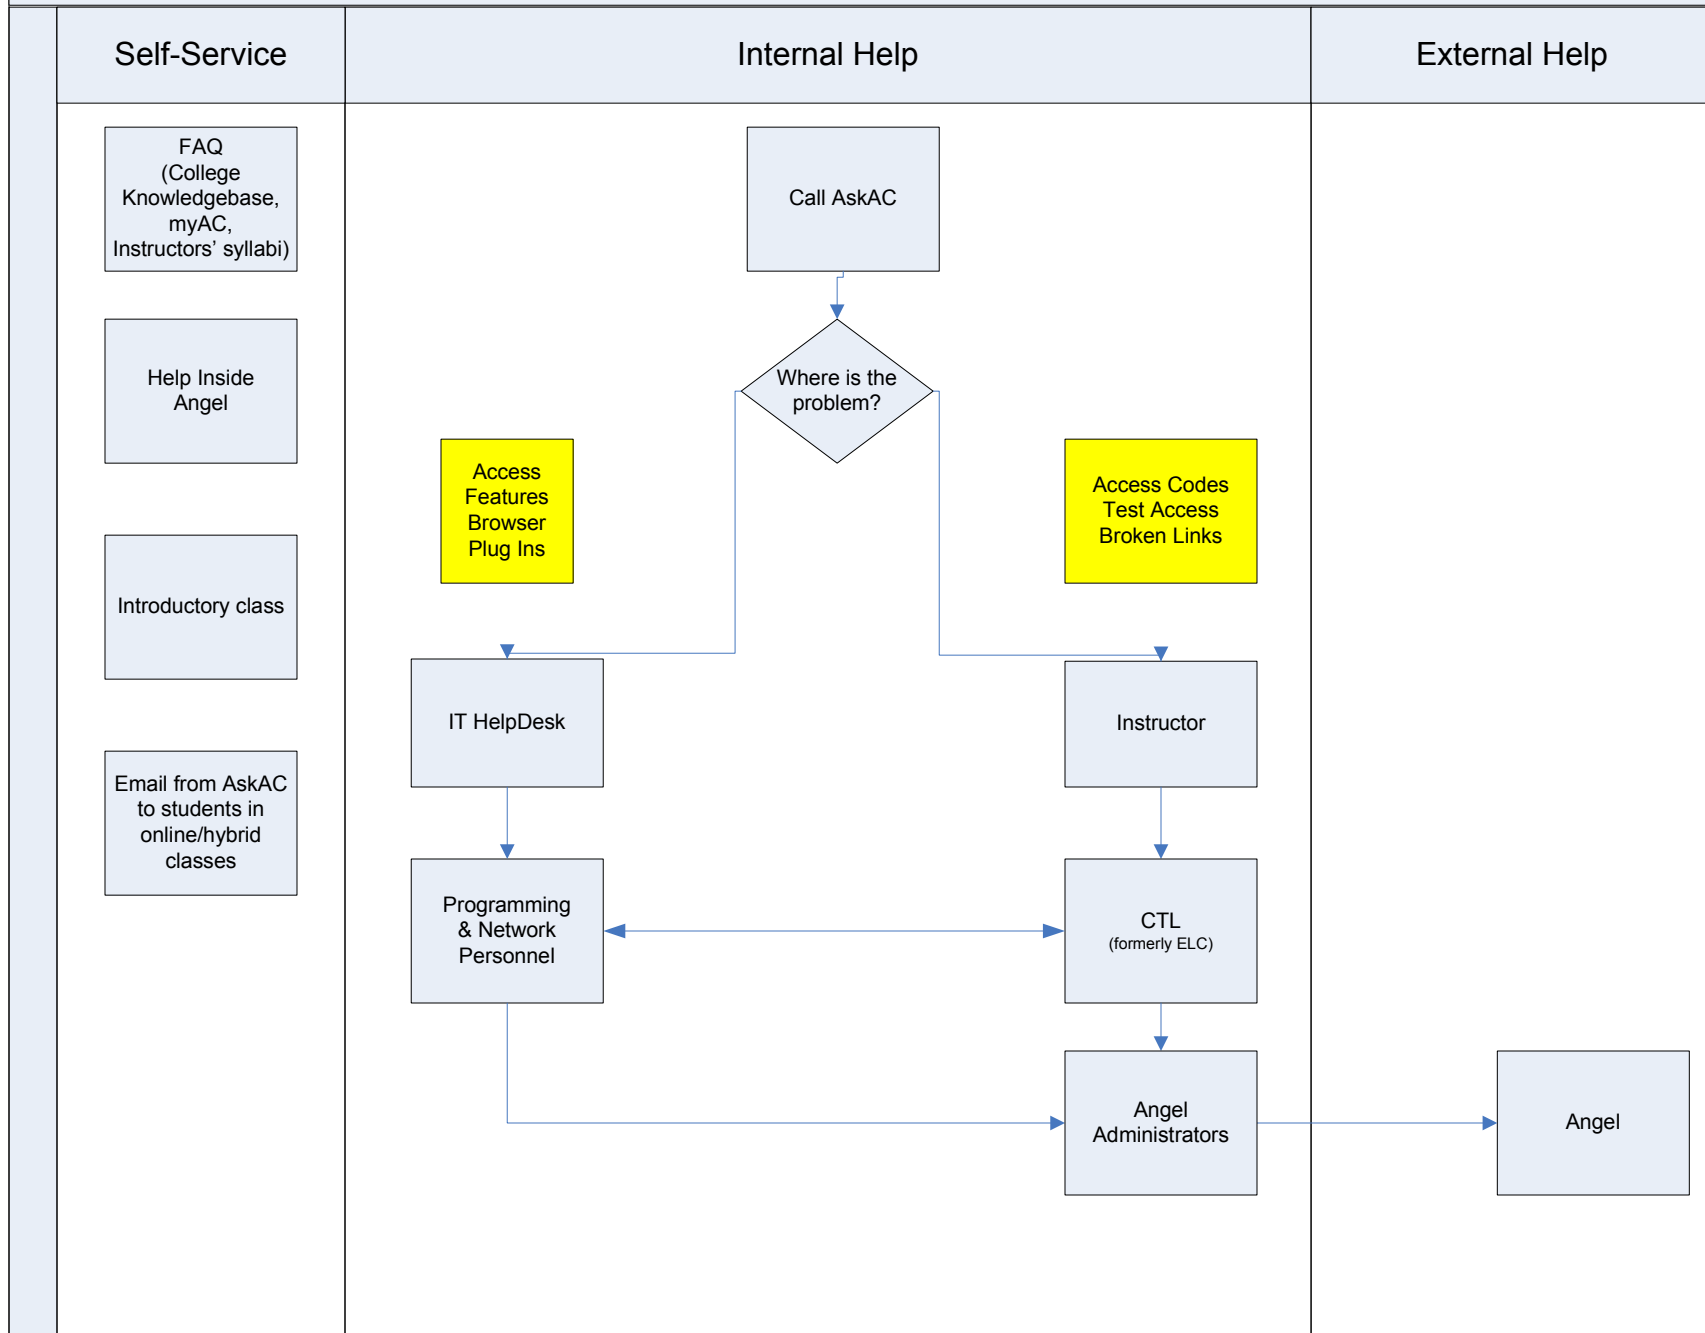 Self-Service
Internal Help
External Help
FAQ
(College
Knowledgebase,
myAC,
Instructors’ syllabi)
Help Inside
Angel
Introductory class
Email from AskAC
to students in
online/hybrid
classes
Call AskAC
Where is the
problem?
Access
Features
Browser
Plug Ins
Access Codes
Test Access
Broken Links
IT HelpDesk
Instructor
Programming
& Network
Personnel
CTL
(formerly ELC)
Angel
Administrators
Angel